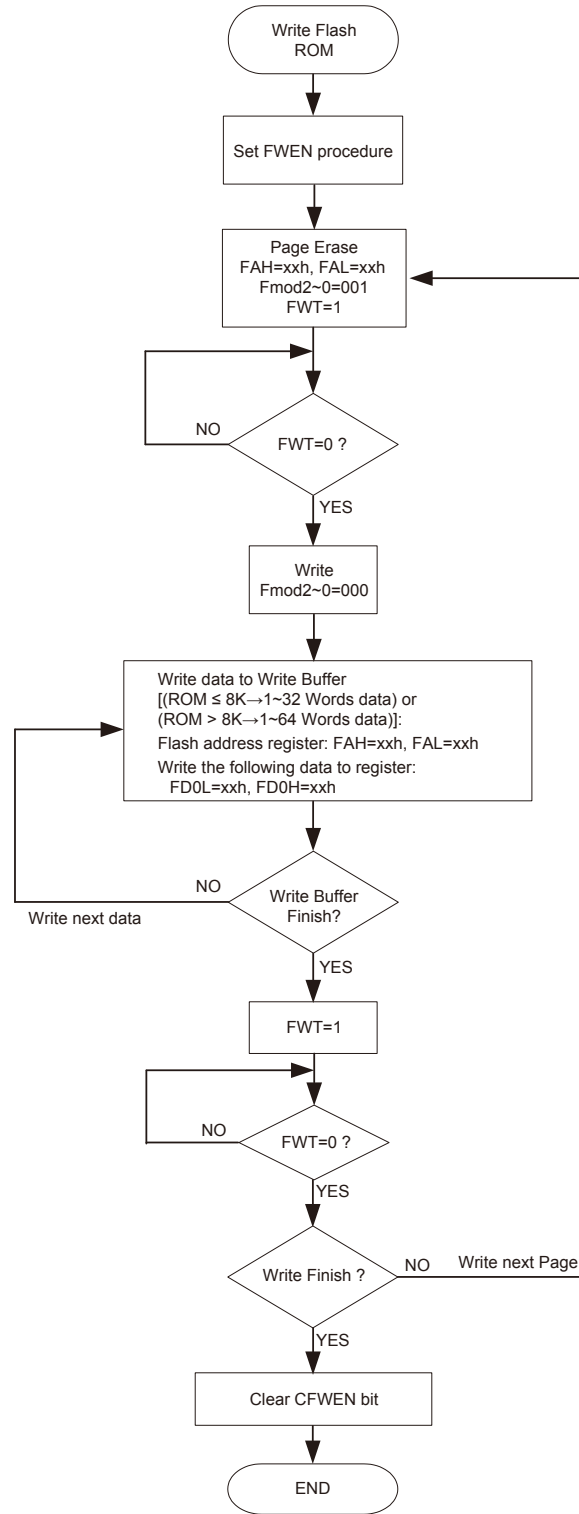 Write Flash
ROM
Set FWEN procedure
Page Erase
FAH=xxh, FAL=xxh
Fmod2~0=001
FWT=1
NO
FWT=0 ?
YES
Write
Fmod2~0=000
Write data to Write Buffer
[(ROM ≤ 8K→1~32 Words data) or
(ROM > 8K→1~64 Words data)]:
Flash address register: FAH=xxh, FAL=xxh
Write the following data to register:
FD0L=xxh, FD0H=xxh
NO
Write next data
Write Buffer
Finish?
YES
FWT=1
NO
FWT=0 ?
YES
Write Finish ?
NO
Write next Page
YES
Clear CFWEN bit
END